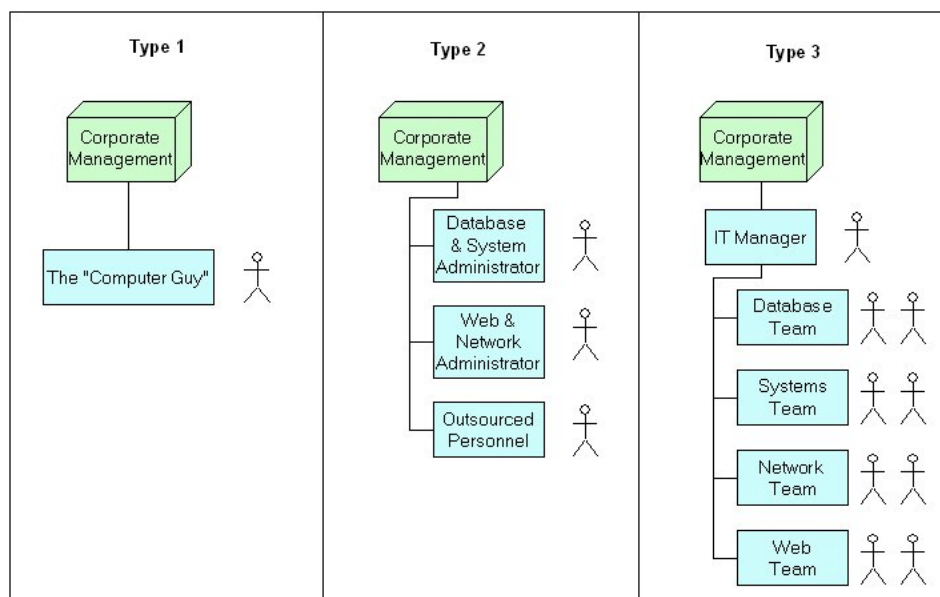 Type 1
Corporate
Management
The "Computer Guy"
Type 2
Corporate
Management
Database
& System
Administrator
Web &
Network
Administrator
Outsourced
Personnel
Type 3
Corporate
Management
IT Manager
Database
Team
Systems
Team
Network
Team
Web
Team